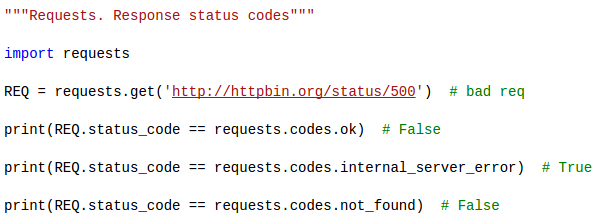 """Requests. Response status codes"""
import requests
REQ = requests.get('http://httpbin.org/status/500')  # bad req
print(REQ.status_code == requests.codes.ok)  # False
print(REQ.status_code == requests.codes.internal_server_error)  # True
print(REQ.status_code == requests.codes.not_found)  # False